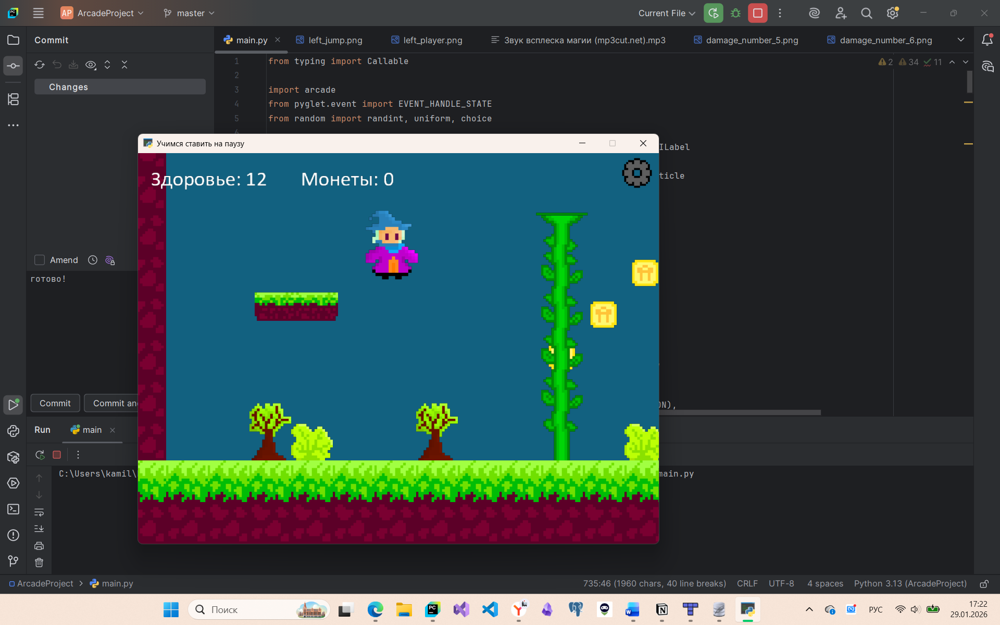 AP ArcadeProject
master
Current File
Commit
main.py
left_jump.png
left_player.png
Звук всплеска магии (mp3cut.net).mp3
damage_number_5.png
damage_number_6.png
Changes
2 34 11
1 from typing import Callable
2
3 import arcade
4 from pyglet.event import EVENT_HANDLE_STATE
5 from random import randint, uniform, choice
6
Учимся ставить на паузу
ILabel
ticle
Здоровье: 12
Монеты: 0
Amend
готово!
ON),
Commit
Commit an
Run
main
C:\Users\kamil\
main.py
ArcadeProject
main.py
735:46 (1960 chars, 40 line breaks)
CRLF
UTF-8
4 spaces
Python 3.13 (ArcadeProject)
Поиск
РУС
17:22
29.01.2026